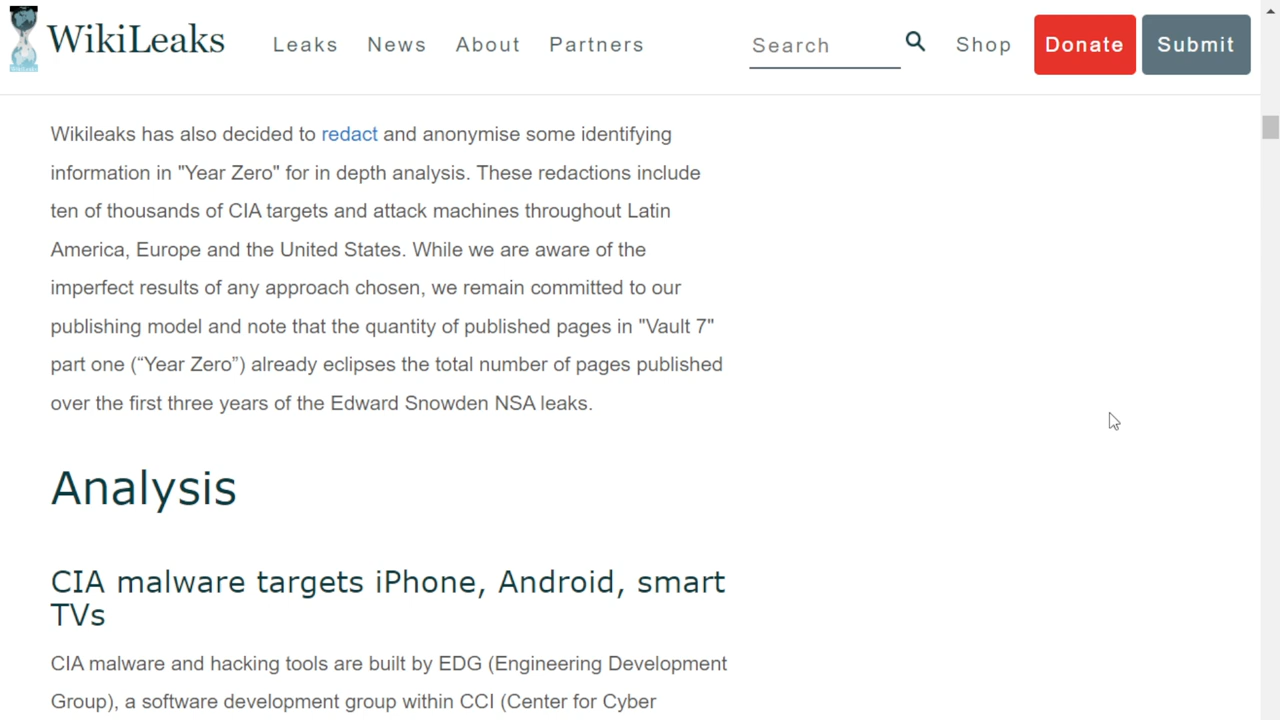 WikiLeaks Leaks News About Partners Search Shop Donate Submit
Wikileaks has also decided to redact and anonymise some identifying
information in "Year Zero" for in depth analysis. These redactions include
ten of thousands of CIA targets and attack machines throughout Latin
America, Europe and the United States. While we are aware of the
imperfect results of any approach chosen, we remain committed to our
publishing model and note that the quantity of published pages in "Vault 7"
part one (“Year Zero”) already eclipses the total number of pages published
over the first three years of the Edward Snowden NSA leaks.
Analysis
CIA malware targets iPhone, Android, smart
TVs
CIA malware and hacking tools are built by EDG (Engineering Development
Group), a software development group within CCI (Center for Cyber